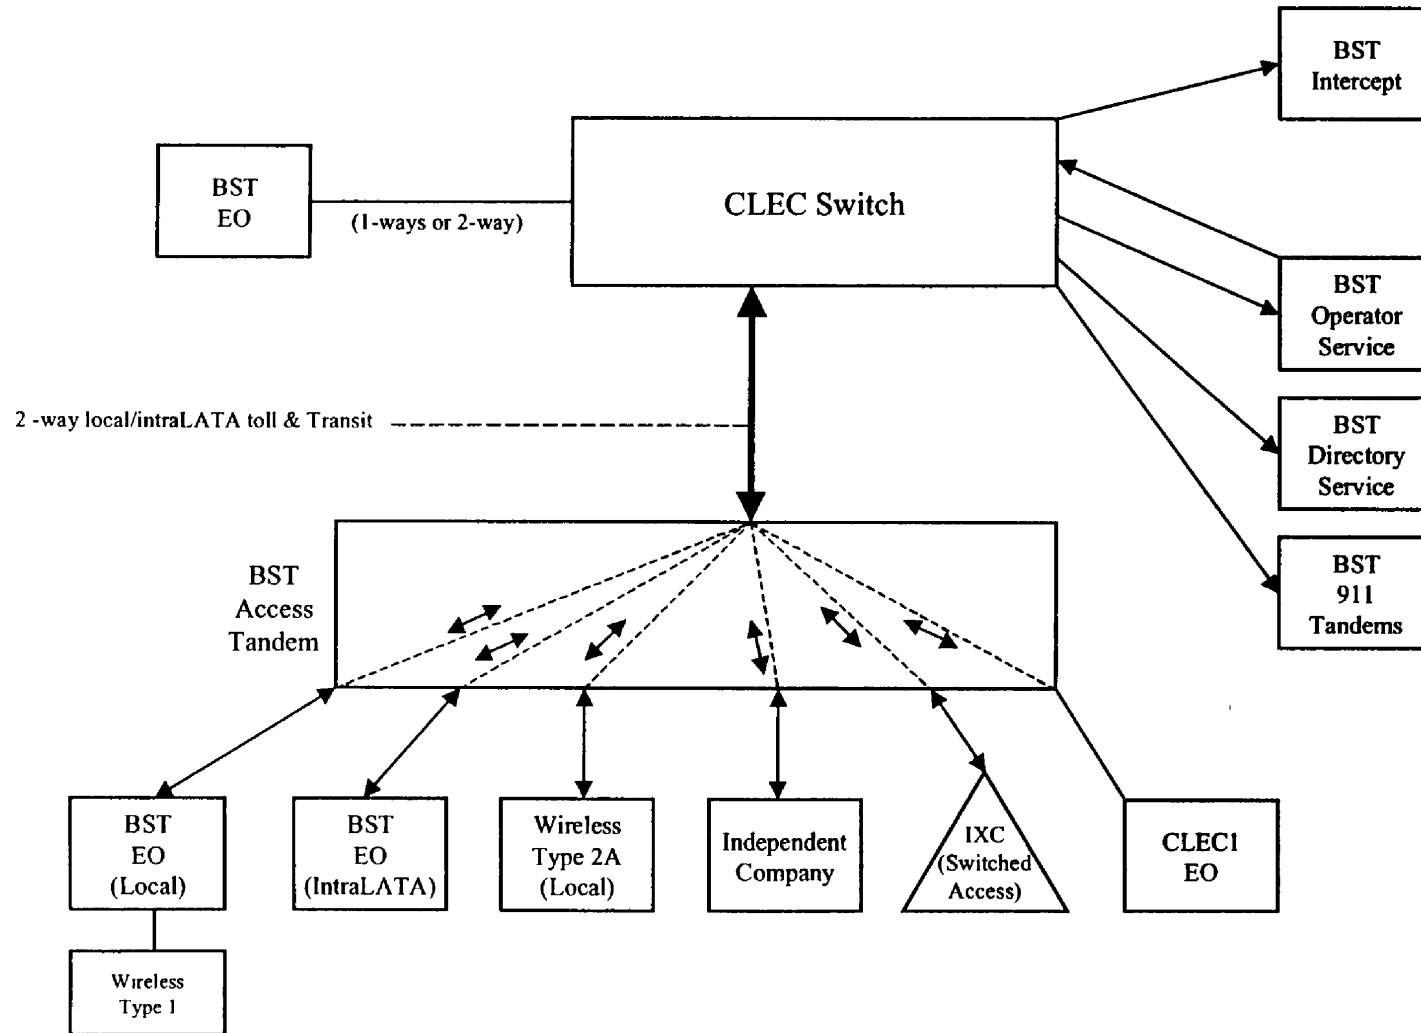 BST
Intercept
BST
EO
(1-ways or 2-way)
CLEC Switch
BST
Operator
Service
2 -way local/intraLATA toll & Transit
BST
Directory
Service
BST
Access
Tandem
BST
911
Tandems
BST
EO
(Local)
BST
EO
(IntraLATA)
Wireless
Type 2A
(Local)
Independent
Company
IXC
(Switched
Access)
CLEC1
EO
Wireless
Type 1